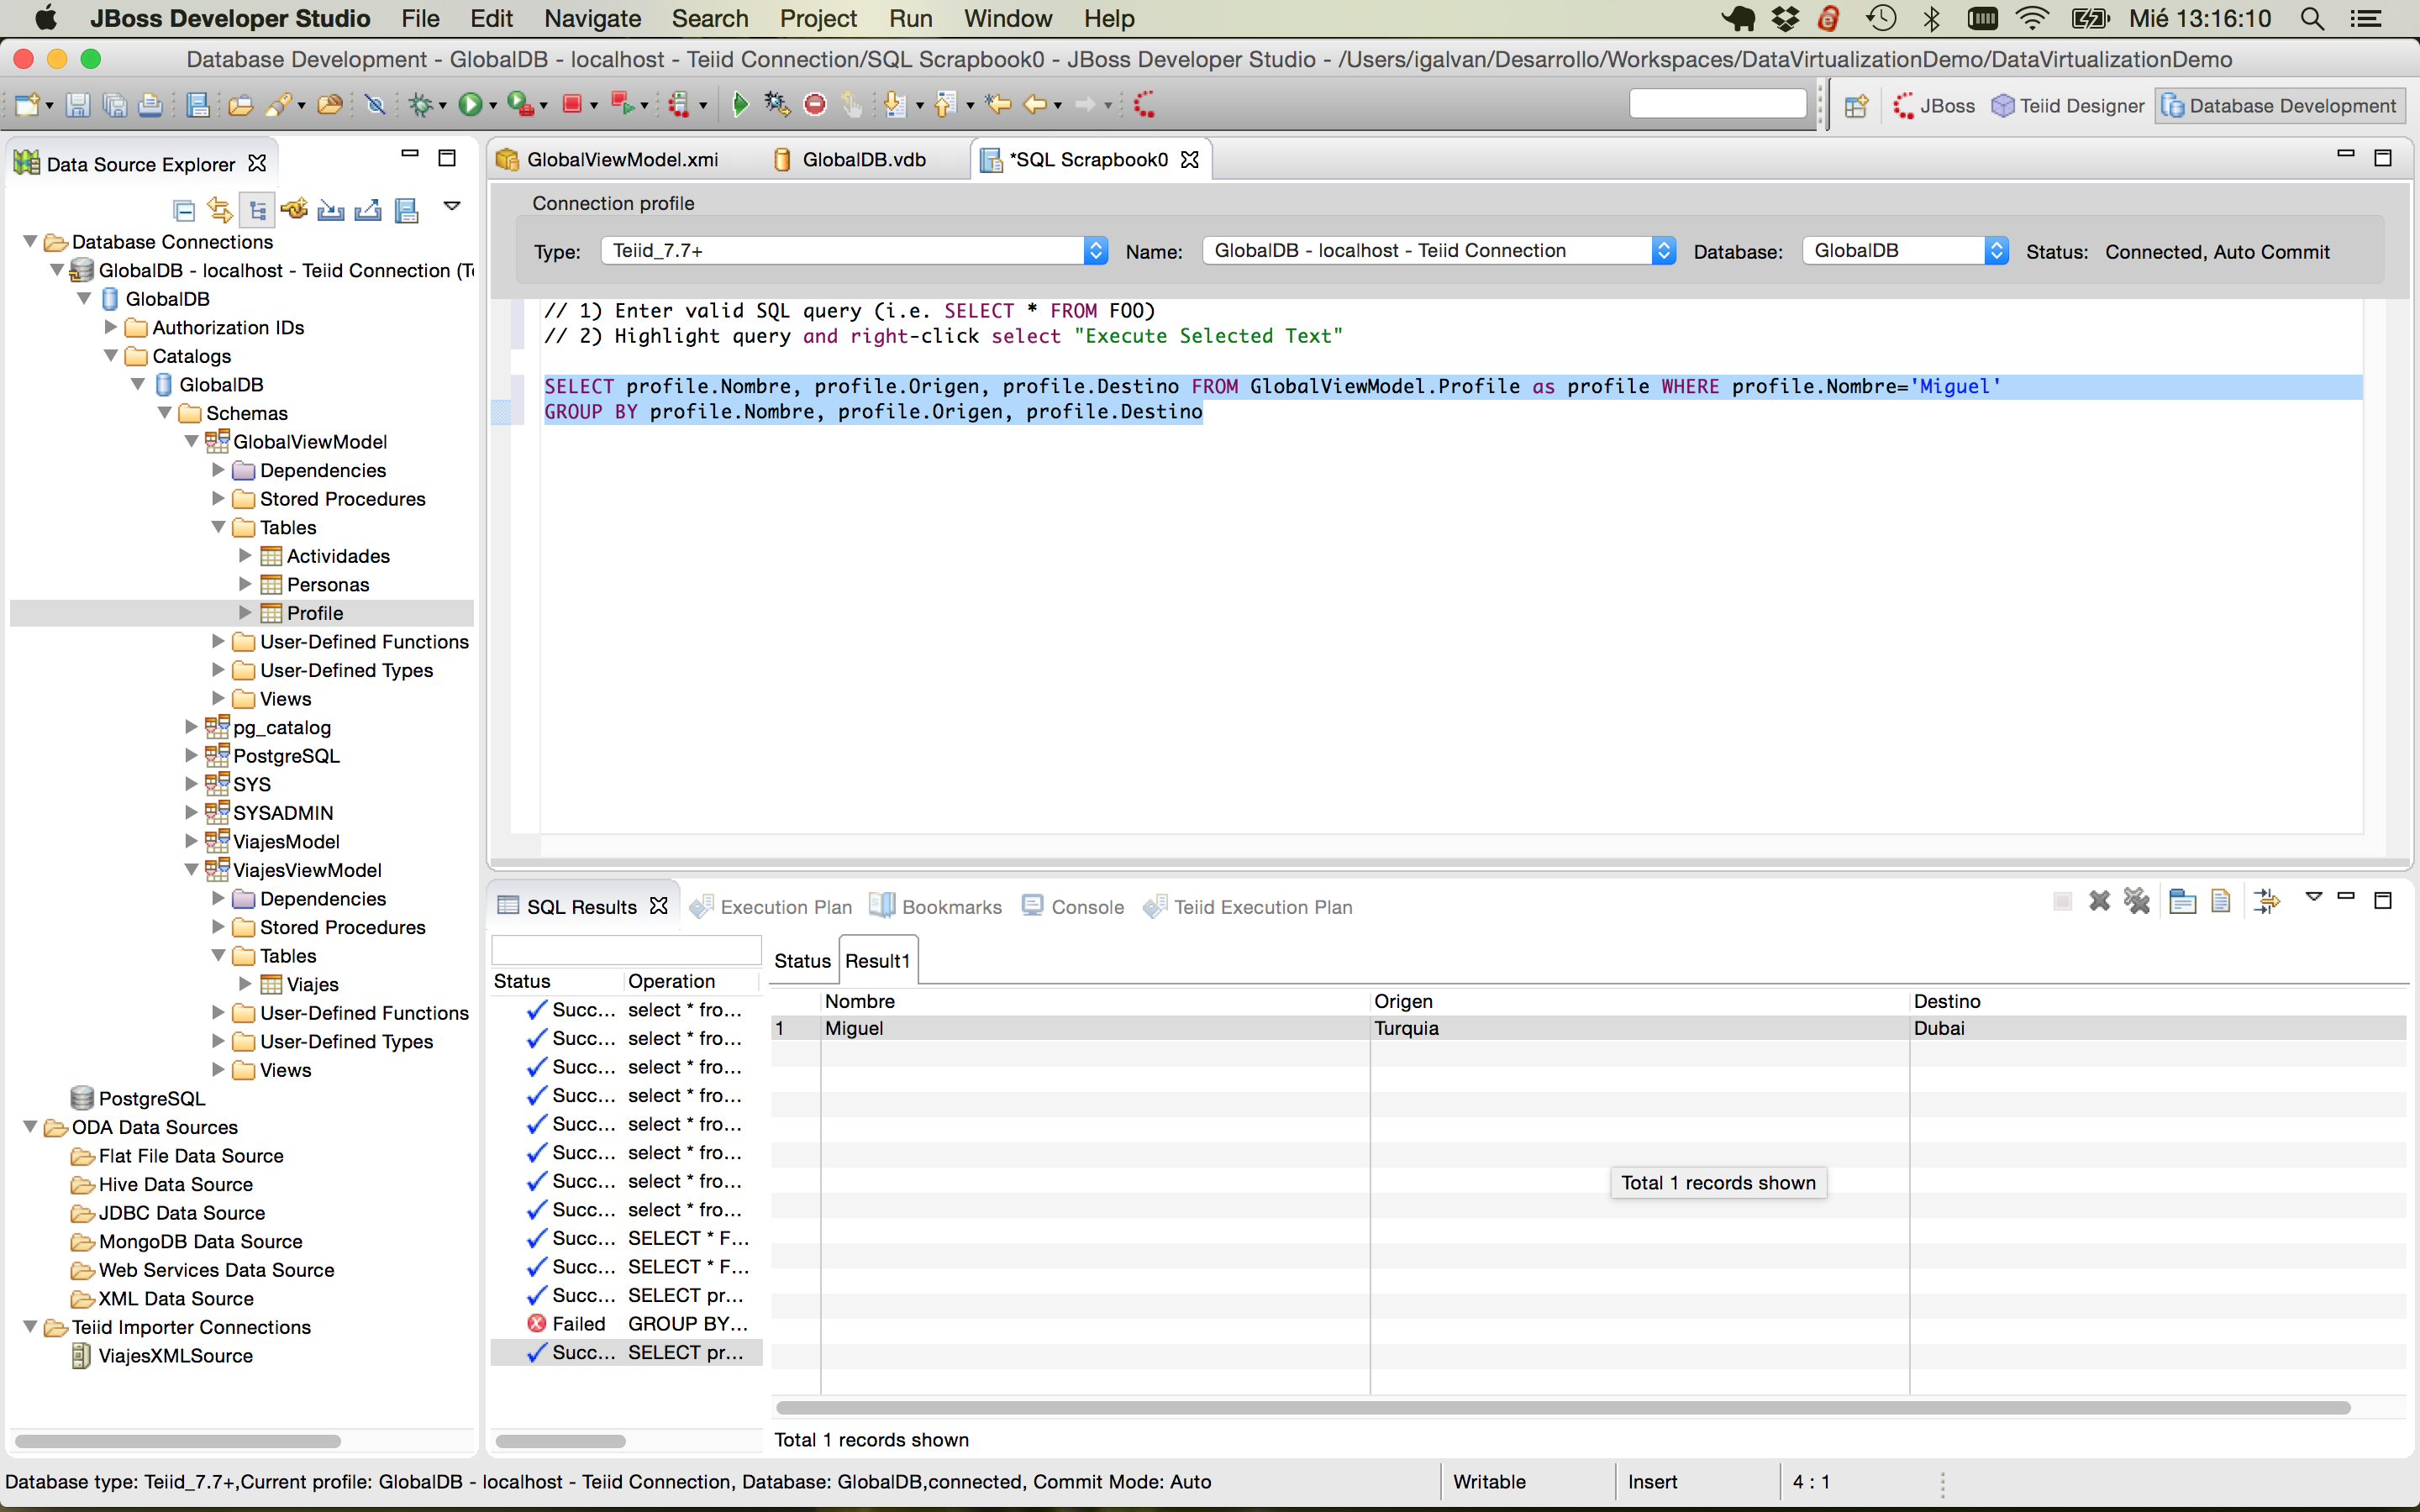 JBoss Developer Studio File Edit Navigate Search Project Run Window Help Mié 13:16:10
Database Development - GlobalDB - localhost - Teiid Connection/SQL Scrapbook0 - JBoss Developer Studio - /Users/igalvan/Desarrollo/Workspaces/DataVirtualizationDemo/DataVirtualizationDemo
JBoss Teiid Designer Database Development
Data Source Explorer
Database Connections
GlobalDB - localhost - Teiid Connection (T
GlobalDB
Authorization IDs
Catalogs
GlobalDB
Schemas
GlobalViewModel
Dependencies
Stored Procedures
Tables
Actividades
Personas
Profile
User-Defined Functions
User-Defined Types
Views
pg_catalog
PostgreSQL
SYS
SYSADMIN
ViajesModel
ViajesViewModel
Dependencies
Stored Procedures
Tables
Viajes
User-Defined Functions
User-Defined Types
Views
PostgreSQL
ODA Data Sources
Flat File Data Source
Hive Data Source
JDBC Data Source
MongoDB Data Source
Web Services Data Source
XML Data Source
Teiid Importer Connections
ViajesXMLSource
GlobalViewModel.xmi GlobalDB.vdb *SQL Scrapbook0
Connection profile
Type: Teiid_7.7+ Name: GlobalDB - localhost - Teiid Connection Database: GlobalDB Status: Connected, Auto Commit
// 1) Enter valid SQL query (i.e. SELECT * FROM FOO)
// 2) Highlight query and right-click select "Execute Selected Text"
SELECT profile.Nombre, profile.Origen, profile.Destino FROM GlobalViewModel.Profile as profile WHERE profile.Nombre='Miguel'
GROUP BY profile.Nombre, profile.Origen, profile.Destino
SQL Results Execution Plan Bookmarks Console Teiid Execution Plan
Status Operation
Succ... select * fro...
Succ... select * fro...
Succ... select * fro...
Succ... select * fro...
Succ... select * fro...
Succ... select * fro...
Succ... select * fro...
Succ... select * fro...
Succ... SELECT * F...
Succ... SELECT * F...
Succ... SELECT pr...
Failed GROUP BY...
Succ... SELECT pr...
Status Result1
Nombre Origen Destino
1 Miguel Turquia Dubai
Total 1 records shown
Total 1 records shown
Database type: Teiid_7.7+,Current profile: GlobalDB - localhost - Teiid Connection, Database: GlobalDB,connected, Commit Mode: Auto Writable Insert 4 : 1